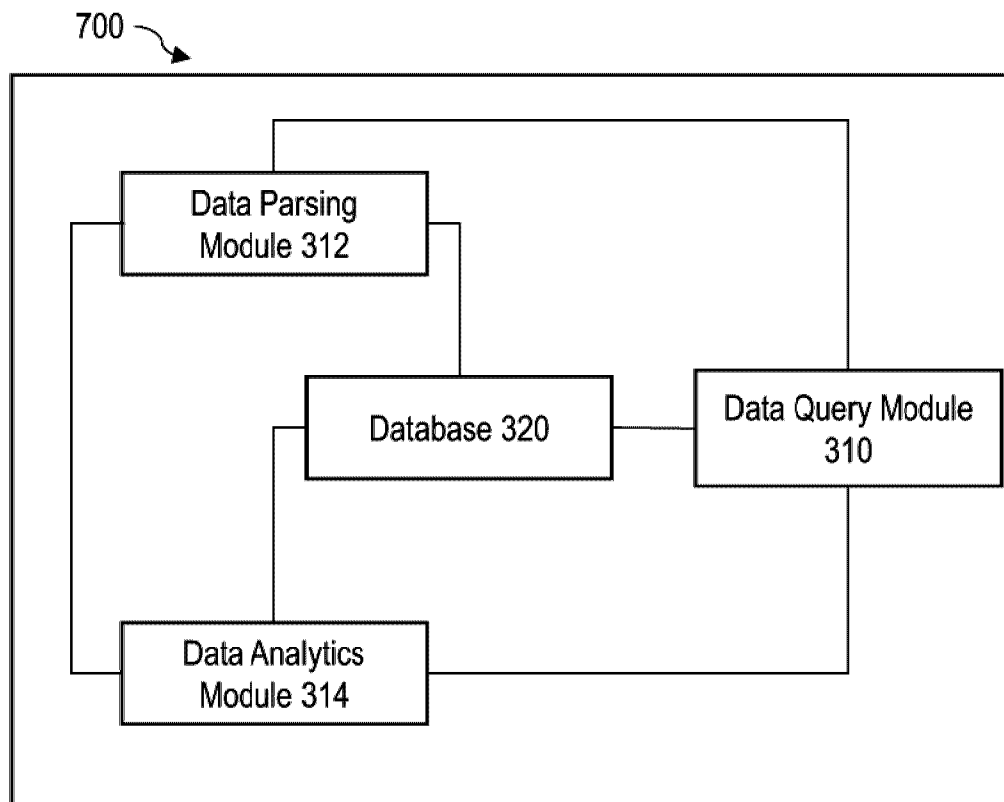 700
Data Parsing
Module 312
Database 320
Data Query Module
310
Data Analytics
Module 314